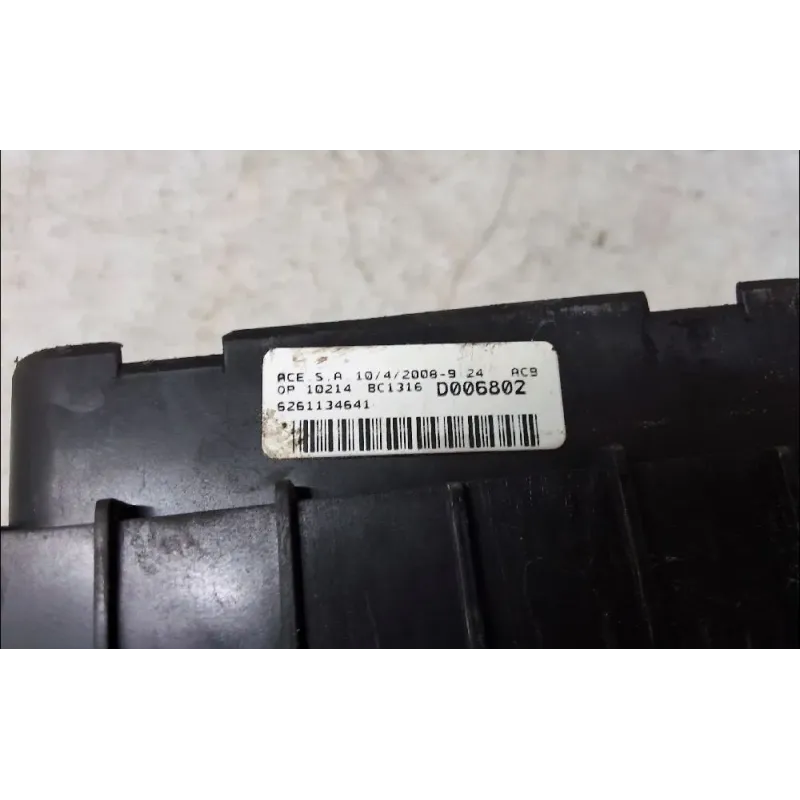 ACE S.A 10/4/2008-9 24 AC9
OP 10214 BC1316 D006802
6261134641